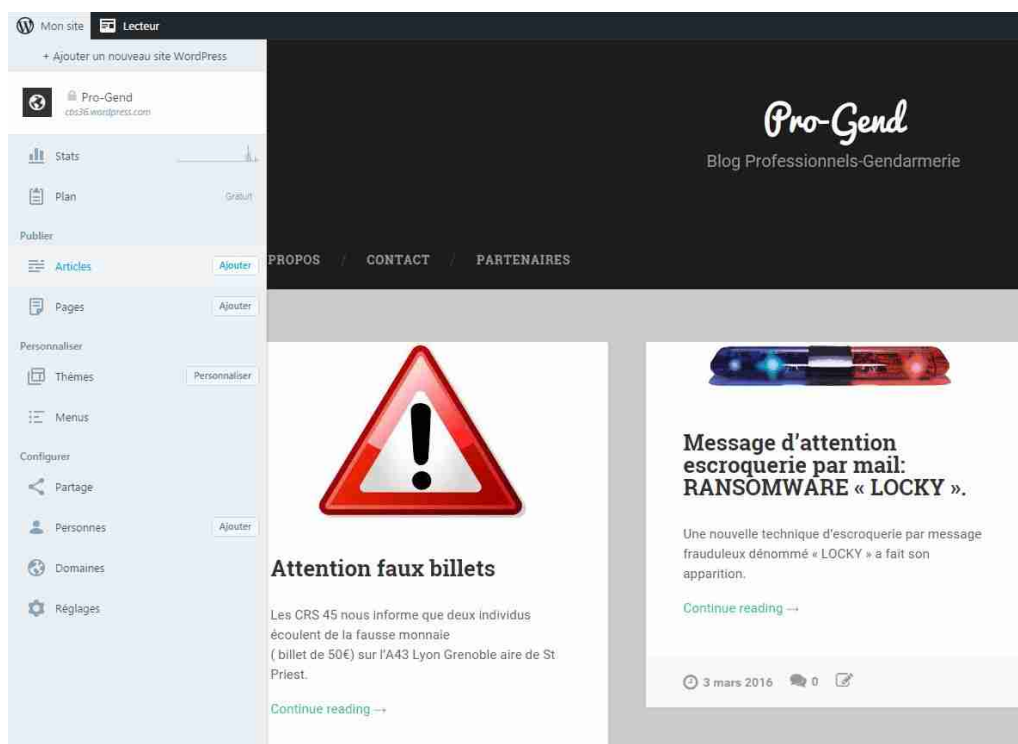 Mon site
Lecteur
+ Ajouter un nouveau site WordPress
Pro-Gend
cbs36.wordpress.com
Stats
Plan
Gratuit
Publier
Articles
Ajouter
Pages
Ajouter
Personnaliser
Thèmes
Personnaliser
Menus
Configurer
Partage
Personnes
Ajouter
Domaines
Réglages
Pro-Gend
Blog Professionnels-Gendarmerie
PROPOS / CONTACT / PARTENAIRES
Attention faux billets
Les CRS 45 nous informe que deux individus
écoulent de la fausse monnaie
( billet de 50€) sur l'A43 Lyon Grenoble aire de St
Priest.
Continue reading →
Message d'attention
escroquerie par mail:
RANSOMWARE « LOCKY ».
Une nouvelle technique d'escroquerie par message
frauduleux dénommé « LOCKY » a fait son
apparition.
Continue reading →
3 mars 2016
0